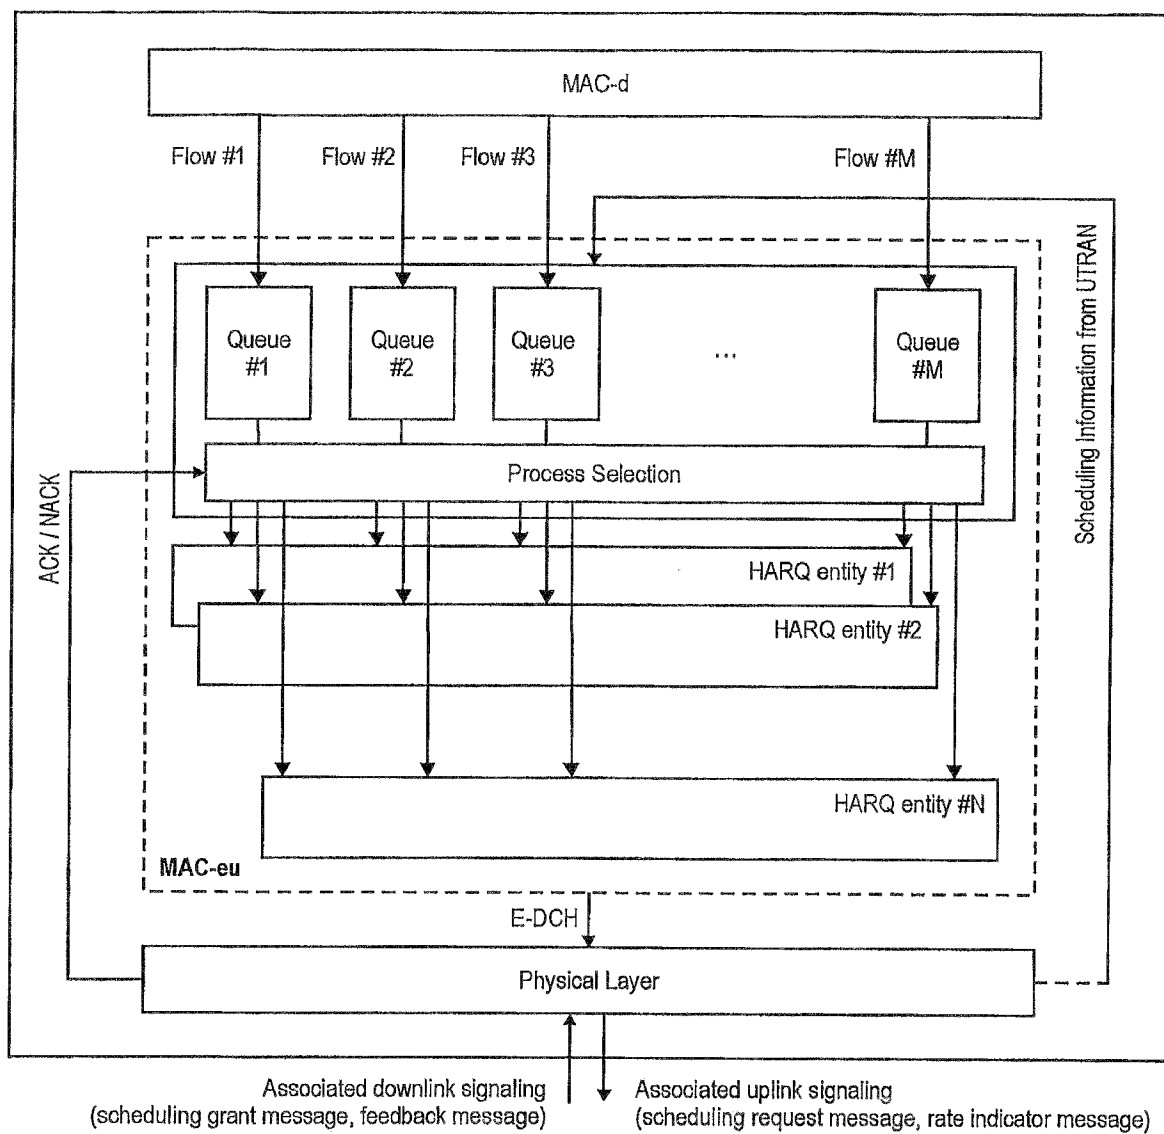 MAC-d
Flow #1
Flow #2
Flow #3
Flow #M
Scheduling Information from UTRAN
Queue
#1
Queue
#2
Queue
#3
...
Queue
#M
Process Selection
ACK / NACK
HARQ entity #1
HARQ entity #2
HARQ entity #N
MAC-eu
E-DCH
Physical Layer
Associated downlink signaling
(scheduling grant message, feedback message)
Associated uplink signaling
(scheduling request message, rate indicator message)